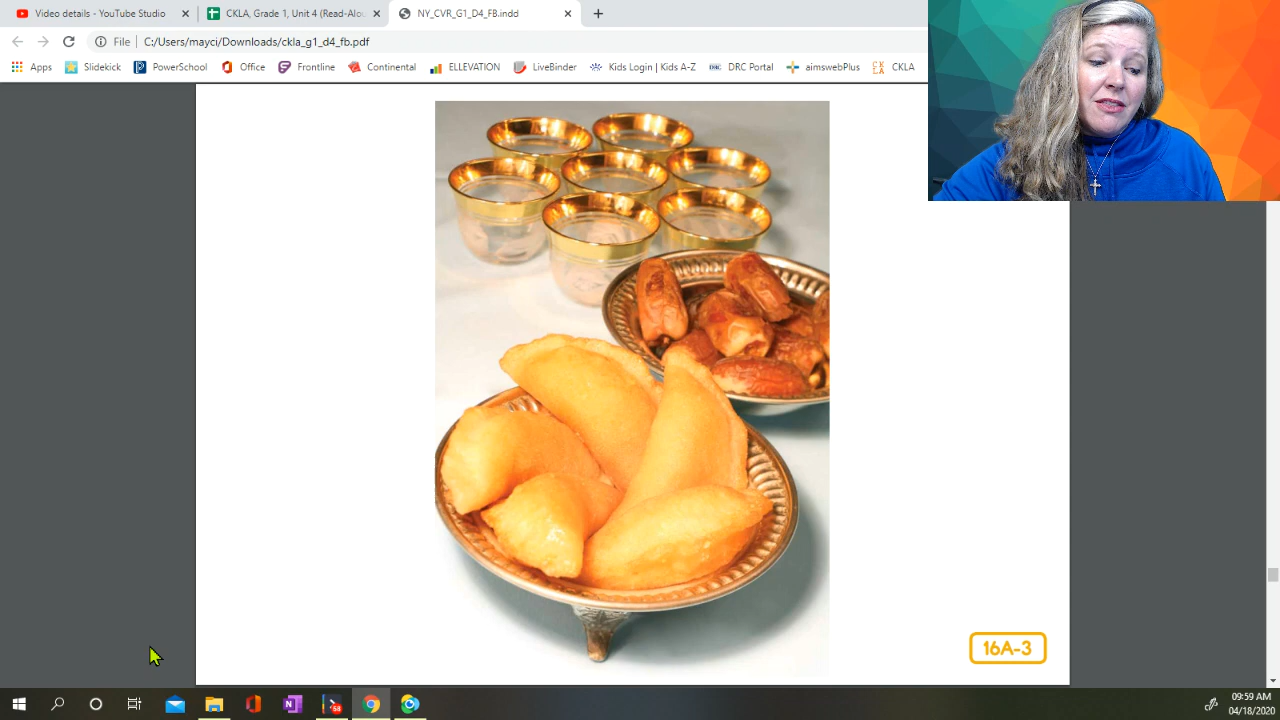 Video details - YouTube Studio
CKLA, Grade 1, Unit 4 (Read-Alou
NY_CVR_G1_D4_FB.indd
File | C:/Users/mayci/Downloads/ckla_g1_d4_fb.pdf
Apps Slidekick PowerSchool Office Frontline Continental ELLEVATION LiveBinder Kids Login | Kids A-Z DRC Portal aimswebPlus CKLA
16A-3
09:59 AM
04/18/2020